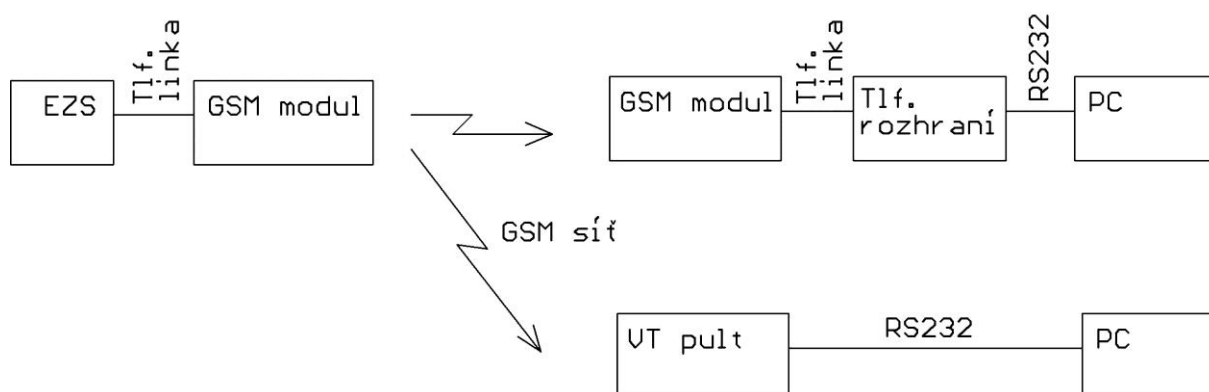 EZS
Tlf.
linka
GSM modul
GSM modul
Tlf.
linka
Tlf.
rozhraní
RS232
PC
GSM síť
VT pult
RS232
PC